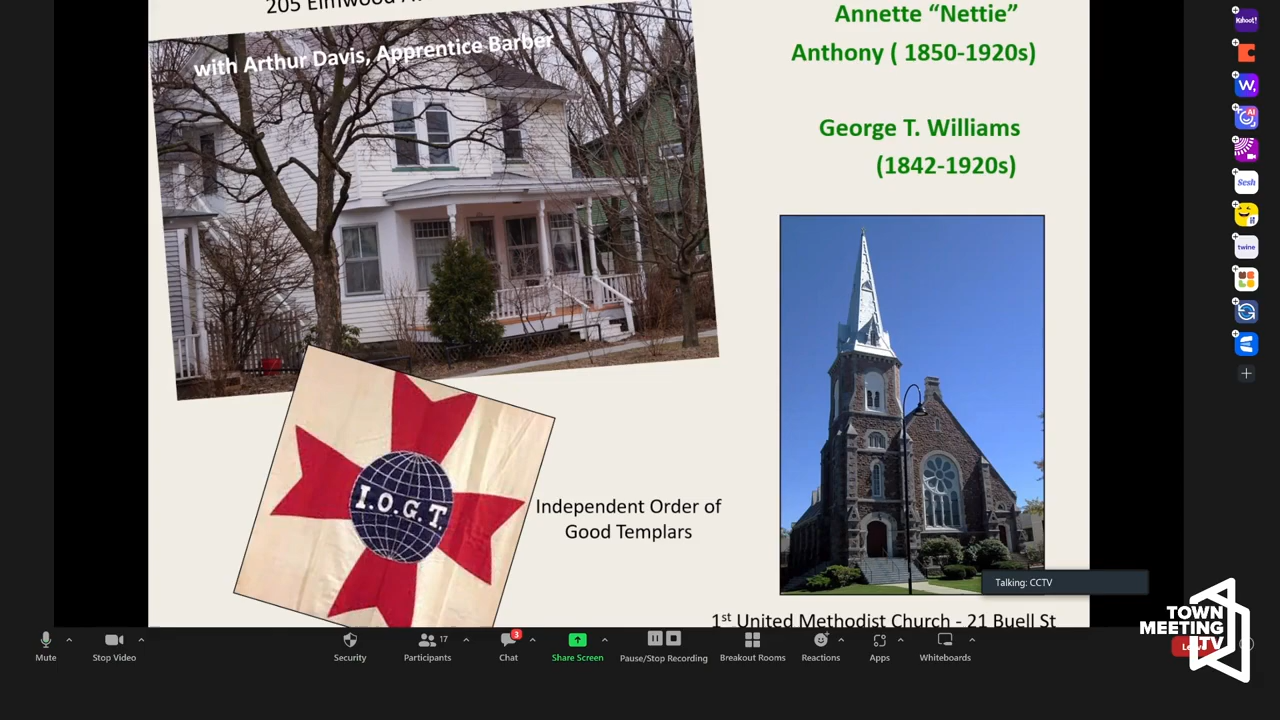 205 Elmwood
with Arthur Davis, Apprentice Barber
Annette “Nettie”
Anthony ( 1850-1920s)
George T. Williams
(1842-1920s)
I.O.G.T.
Independent Order of
Good Templars
1st United Methodist Church - 21 Buell St
Talking: CCTV
TOWN
MEETING
TV
Kahoot!
W,
AI
Sesh
twine
3
17
Mute
Stop Video
Security
Participants
Chat
Share Screen
Pause/Stop Recording
Breakout Rooms
Reactions
Apps
Whiteboards